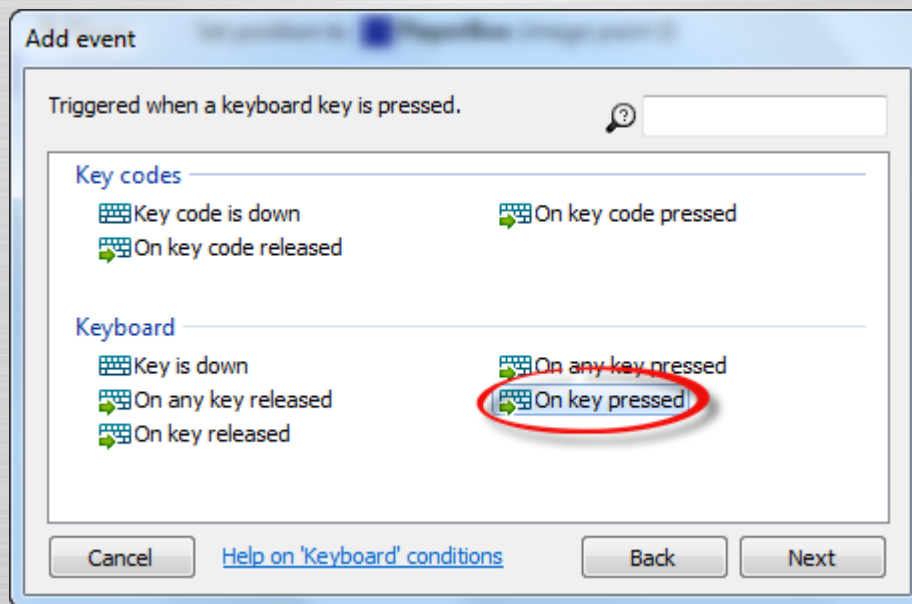 Add event
Triggered when a keyboard key is pressed.
Key codes
Key code is down
On key code pressed
On key code released
Keyboard
Key is down
On any key pressed
On any key released
On key pressed
On key released
Cancel
Help on 'Keyboard' conditions
Back
Next